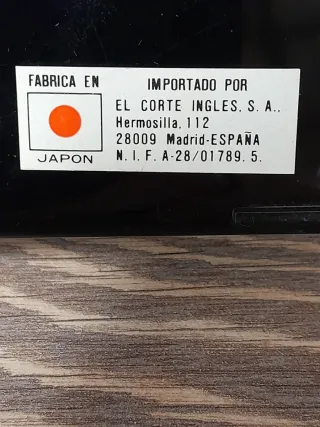 FABRICA EN
JAPON
IMPORTADO POR
EL CORTE INGLES, S. A.,
Hermosilla, 112
28009 Madrid-ESPAÑA
N. I. F. A-28/01789. 5.